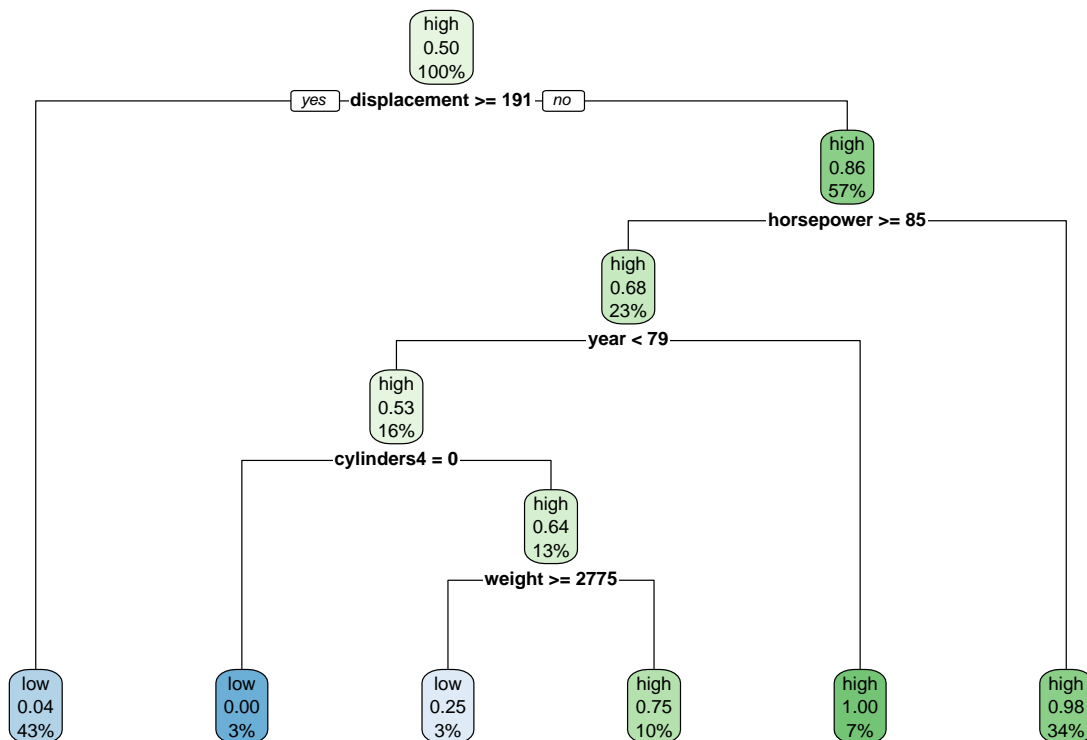 high
0.50
100%
yes displacement >= 191 no
high
0.86
57%
horsepower >= 85
high
0.68
23%
year < 79
high
0.53
16%
cylinders4 = 0
high
0.64
13%
weight >= 2775
low
0.04
43%
low
0.00
3%
low
0.25
3%
high
0.75
10%
high
1.00
7%
high
0.98
34%